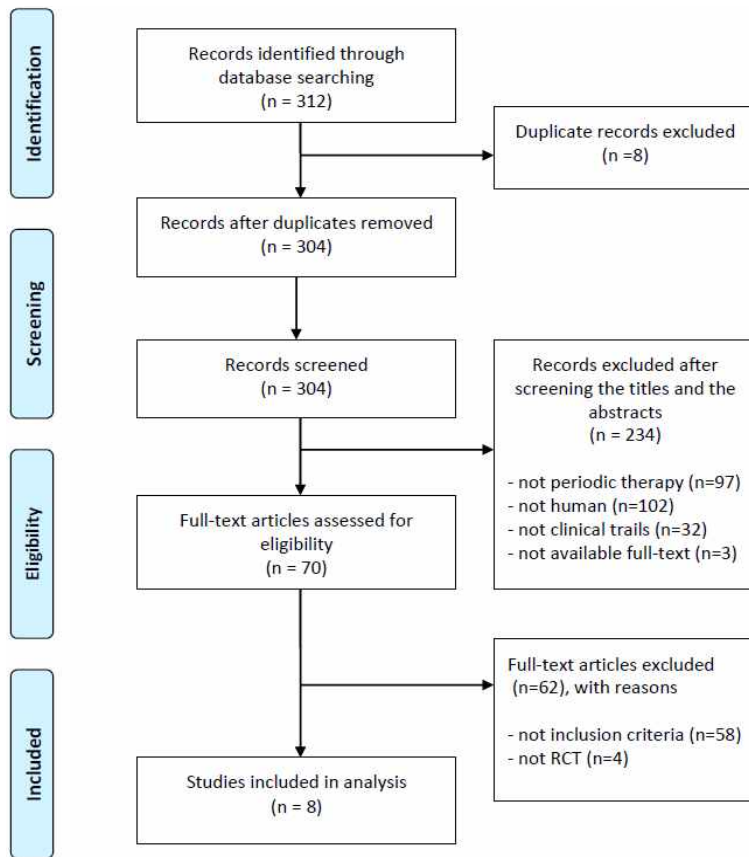 Identification
Records identified through
database searching
(n = 312)
Duplicate records excluded
(n =8)
Records after duplicates removed
(n = 304)
Screening
Records screened
(n = 304)
Records excluded after
screening the titles and the
abstracts
(n = 234)
- not periodic therapy (n=97)
- not human (n=102)
- not clinical trails (n=32)
- not available full-text (n=3)
Eligibility
Full-text articles assessed for
eligibility
(n = 70)
Full-text articles excluded
(n=62), with reasons
- not inclusion criteria (n=58)
- not RCT (n=4)
Included
Studies included in analysis
(n = 8)